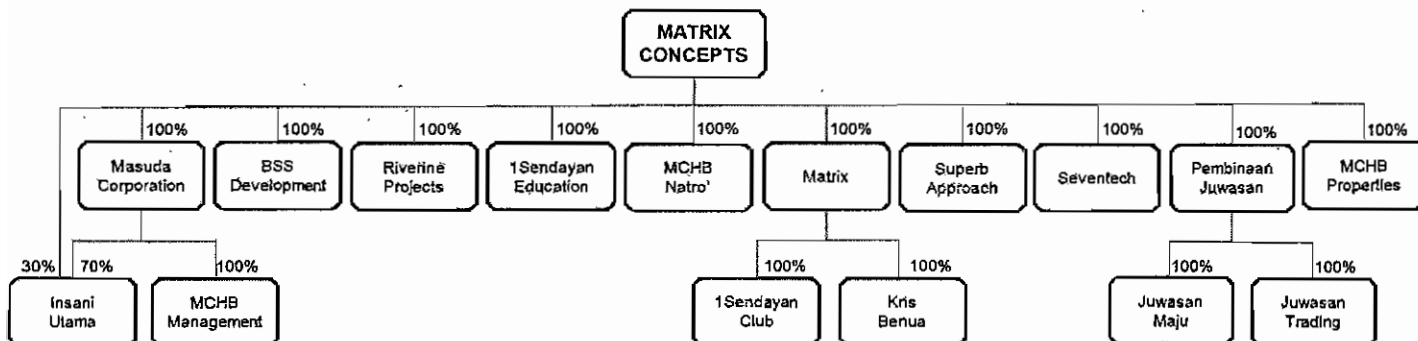 MATRIX
CONCEPTS
100%
100%
100%
100%
100%
100%
100%
100%
100%
100%
Masuda
Corporation
BSS
Development
Riverine
Projects
1Sendayan
Education
MCHB
Natro'
Matrix
Superb
Approach
Seventech
Pembinaan
Juwasan
MCHB
Properties
30%
70%
100%
100%
100%
100%
100%
Insani
Utama
MCHB
Management
1Sendayan
Club
Kris
Benua
Juwasan
Maju
Juwasan
Trading